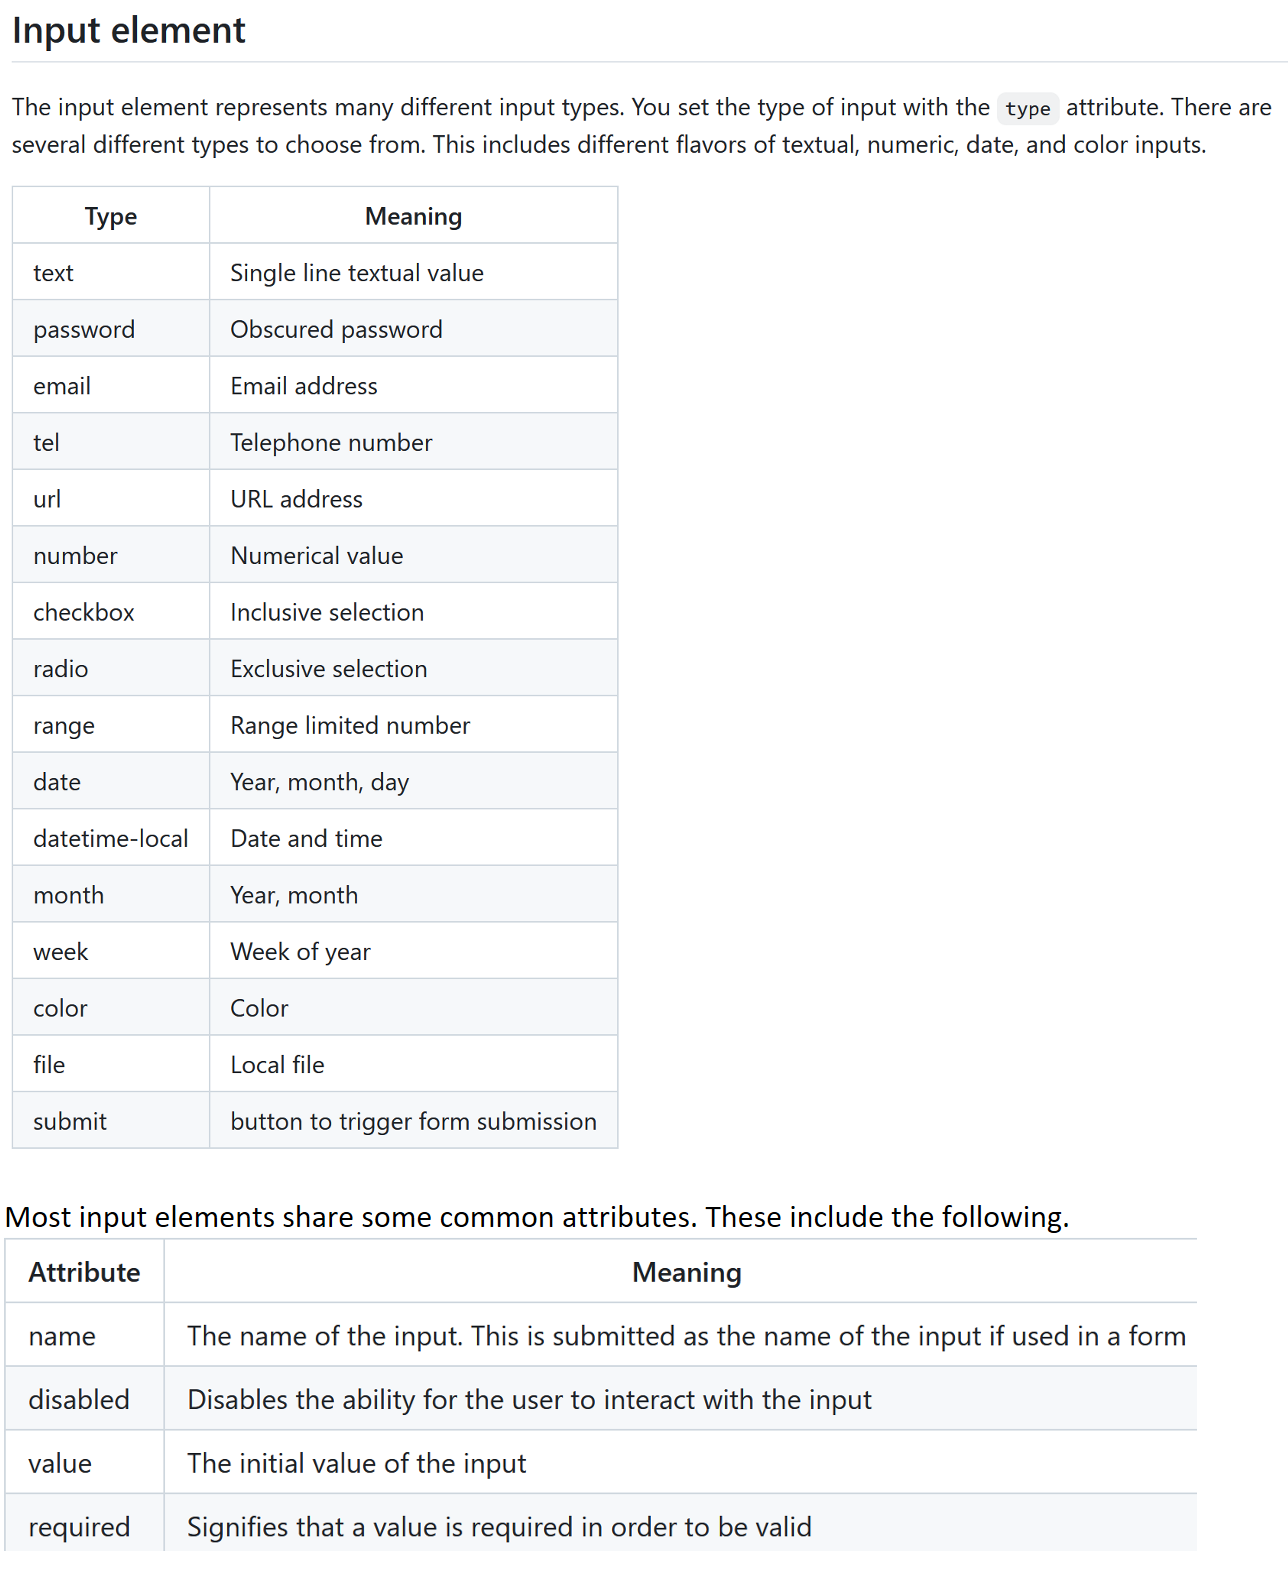 Input element
The input element represents many different input types. You set the type of input with the type attribute. There are
several different types to choose from. This includes different flavors of textual, numeric, date, and color inputs.
Type Meaning
text Single line textual value
password Obscured password
email Email address
tel Telephone number
url URL address
number Numerical value
checkbox Inclusive selection
radio Exclusive selection
range Range limited number
date Year, month, day
datetime-local Date and time
month Year, month
week Week of year
color Color
file Local file
submit button to trigger form submission
Most input elements share some common attributes. These include the following.
Attribute Meaning
name The name of the input. This is submitted as the name of the input if used in a form
disabled Disables the ability for the user to interact with the input
value The initial value of the input
required Signifies that a value is required in order to be valid